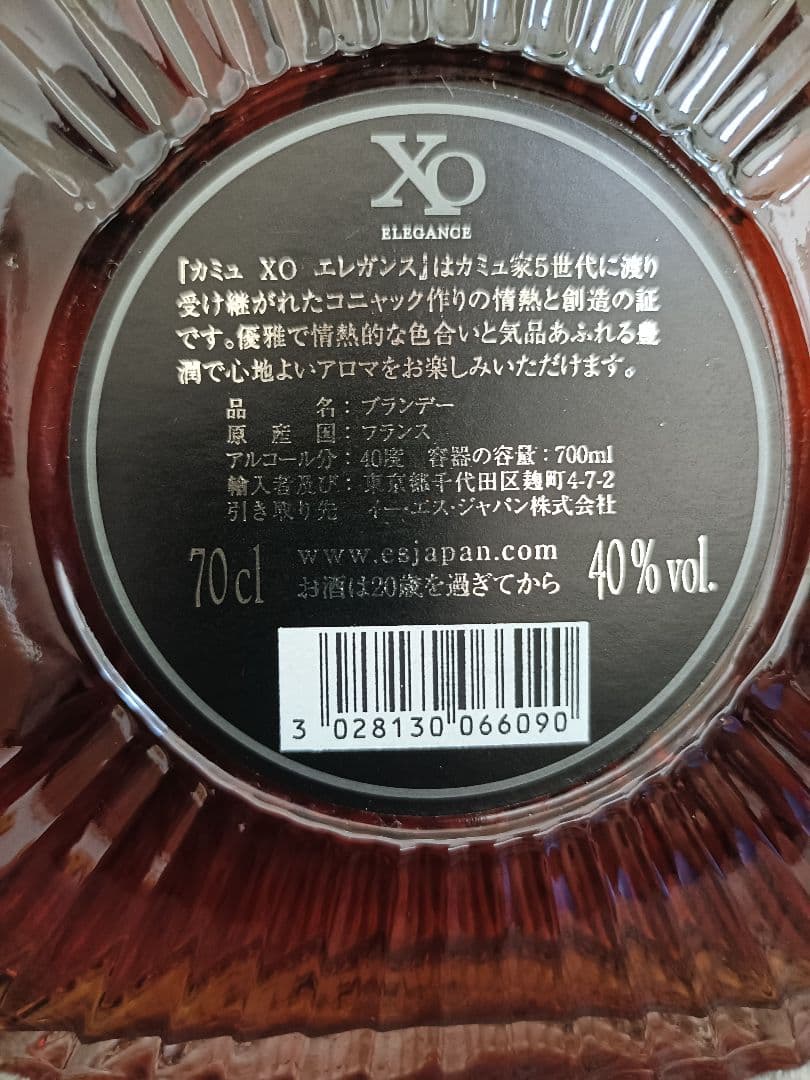 XO
ELEGANCE
『カミュ XO エレガンス』はカミュ家5世代に渡り
受け継がれたコニャック作りの情熱と創造の証
です。優雅で情熱的な色合いと気品あふれる豊
潤で心地よいアロマをお楽しみいただけます。
品 名：ブランデー
原 産 国：フランス
アルコール分：40度 容器の容量：700ml
輸入者及び：東京都千代田区麹町4-7-2
引き取り先 イー・エス・ジャパン株式会社
70 cl www.esjapan.com 40% vol.
お酒は20歳を過ぎてから
3 028130 066090